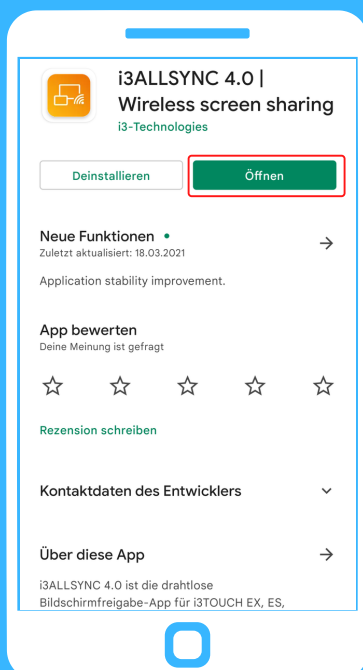 i3ALLSYNC 4.0 |
Wireless screen sharing
i3-Technologies
Deinstallieren
Öffnen
Neue Funktionen •
Zuletzt aktualisiert: 18.03.2021
Application stability improvement.
App bewerten
Deine Meinung ist gefragt
Rezension schreiben
Kontaktdaten des Entwicklers
Über diese App
i3ALLSYNC 4.0 ist die drahtlose
Bildschirmfreigabe-App für i3TOUCH EX, ES,